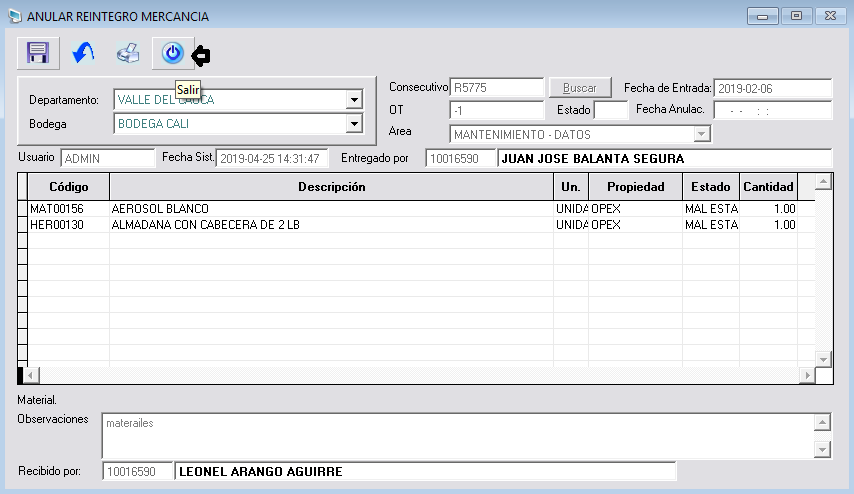 ANULAR REINTEGRO MERCANCIA
Salir
Departamento: VALLE DEL CAUCA
Bodega BODEGA CALI
Consecutivo R5775 Buscar Fecha de Entrada: 2019-02-06
OT -1 Estado Fecha Anulac. - - : :
Area MANTENIMIENTO - DATOS
Usuario ADMIN Fecha Sist. 2019-04-25 14:31:47 Entregado por 10016590 JUAN JOSE BALANTA SEGURA
Código Descripción Un. Propiedad Estado Cantidad
MAT00156 AEROSOL BLANCO UNIDA OPEX MAL ESTA 1.00
HER00130 ALMADANA CON CABECERA DE 2 LB UNIDA OPEX MAL ESTA 1.00
Material.
Observaciones materailes
Recibido por: 10016590 LEONEL ARANGO AGUIRRE